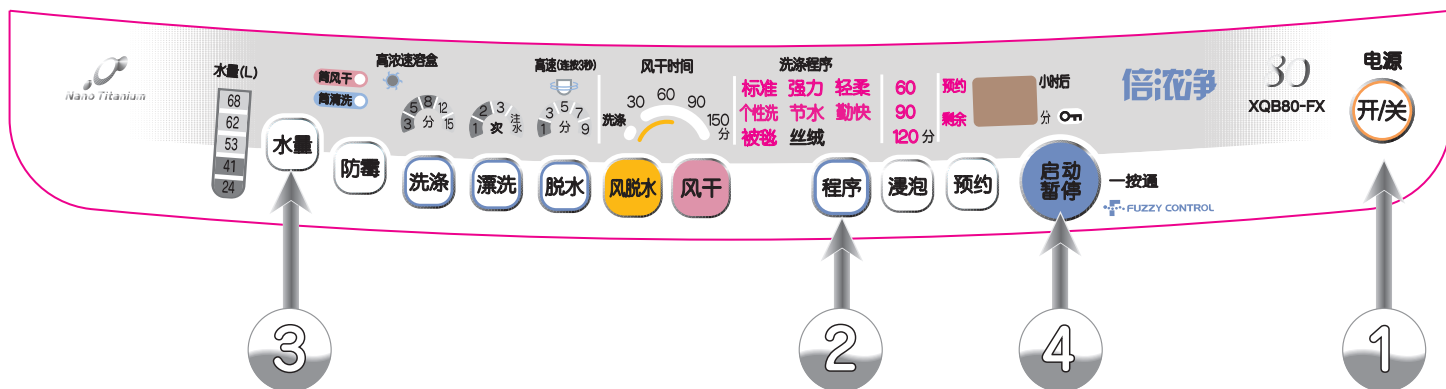 Nano Titanium
水量(L)
68
62
53
41
24
筒风干
筒清洗
水量
防霉
高浓速溶盒
3 5 8 12 15
分
洗涤
2 3
1 次
注水
漂洗
高速(连按3秒)
3 5 7
1 分 9
脱水
风干时间
洗涤 30 60 90 150
分
风脱水
风干
洗涤程序
标准 强力 轻柔 60
个性洗 节水 勤快 90
被毯 丝绒 120分
预约
剩余
小时后
分
程序
浸泡
预约
启动
暂停
一按通
FUZZY CONTROL
倍浓净
80
XQB80-FX
电源
开/关
3
2
4
1